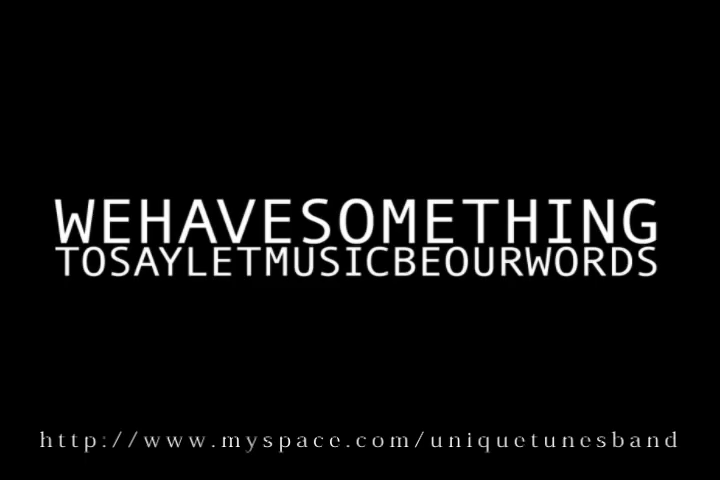 WEHAVESOMETHING
TOSAYLETMUSICBEOURWORDS
http://www.myspace.com/uniquetunesband